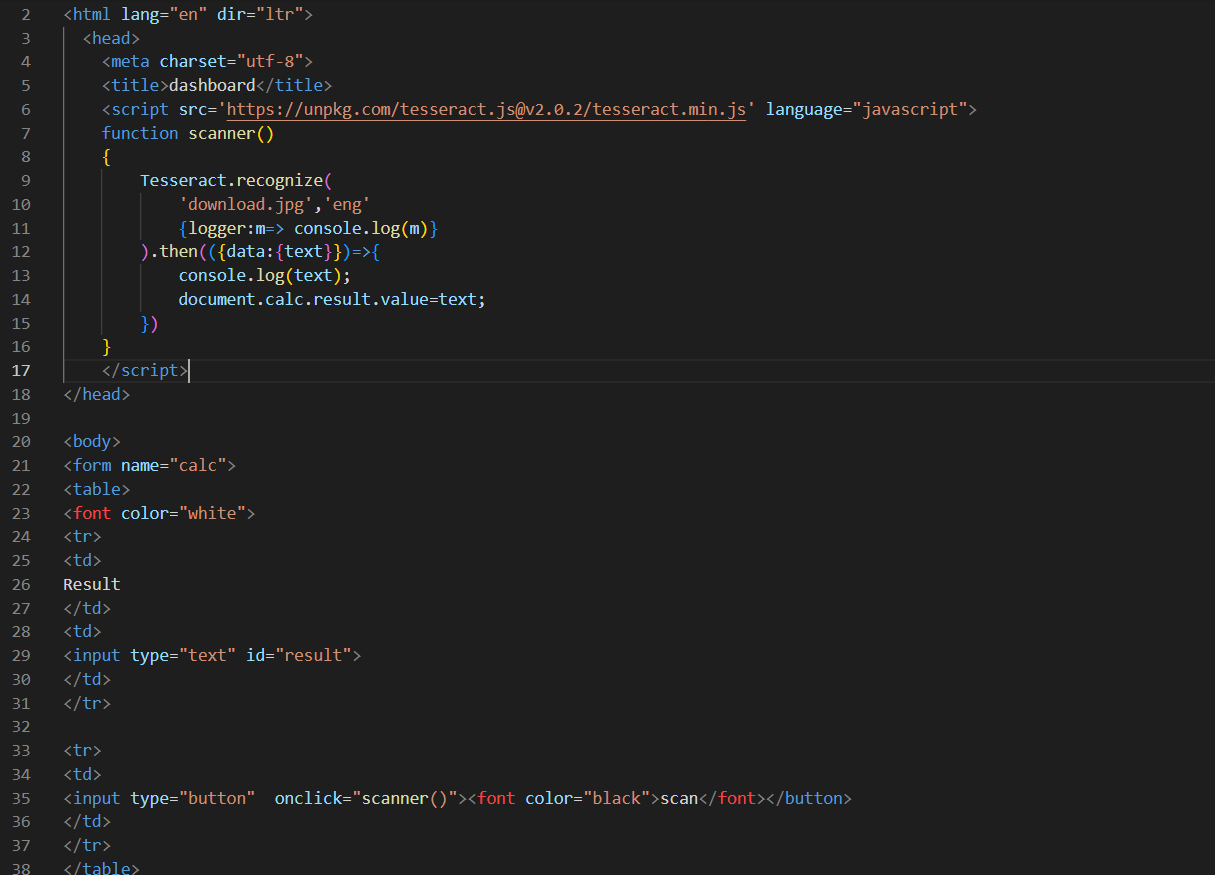 2 <html lang="en" dir="ltr">
3 <head>
4 <meta charset="utf-8">
5 <title>dashboard</title>
6 <script src='https://unpkg.com/tesseract.js@v2.0.2/tesseract.min.js' language="javascript">
7 function scanner()
8 {
9 Tesseract.recognize(
10 'download.jpg','eng'
11 {logger:m=> console.log(m)}
12 ).then(({data:{text}})=>{
13 console.log(text);
14 document.calc.result.value=text;
15 })
16 }
17 </script>
18 </head>
19
20 <body>
21 <form name="calc">
22 <table>
23 <font color="white">
24 <tr>
25 <td>
26 Result
27 </td>
28 <td>
29 <input type="text" id="result">
30 </td>
31 </tr>
32
33 <tr>
34 <td>
35 <input type="button"  onclick="scanner()"><font color="black">scan</font></button>
36 </td>
37 </tr>
38 </table>